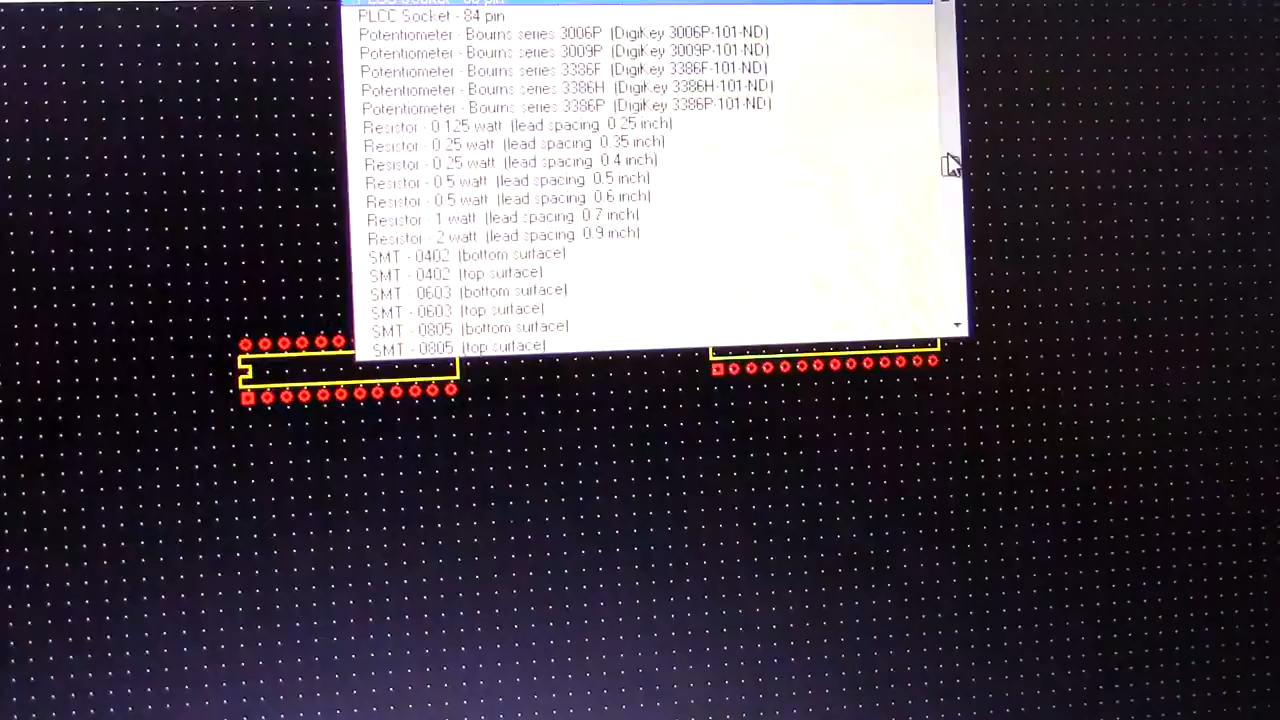 PLCC Socket - 84 pin
Potentiometer - Bourns series 3006P (DigiKey 3006P-101-ND)
Potentiometer - Bourns series 3009P (DigiKey 3009P-101-ND)
Potentiometer - Bourns series 3386F (DigiKey 3386F-101-ND)
Potentiometer - Bourns series 3386H (DigiKey 3386H-101-ND)
Potentiometer - Bourns series 3386P (DigiKey 3386P-101-ND)
Resistor - 0.125 watt (lead spacing 0.25 inch)
Resistor - 0.25 watt (lead spacing 0.35 inch)
Resistor - 0.25 watt (lead spacing 0.4 inch)
Resistor - 0.5 watt (lead spacing 0.5 inch)
Resistor - 0.5 watt (lead spacing 0.6 inch)
Resistor - 1 watt (lead spacing 0.7 inch)
Resistor - 2 watt (lead spacing 0.9 inch)
SMT - 0402 (bottom surface)
SMT - 0402 (top surface)
SMT - 0603 (bottom surface)
SMT - 0603 (top surface)
SMT - 0805 (bottom surface)
SMT - 0805 (top surface)